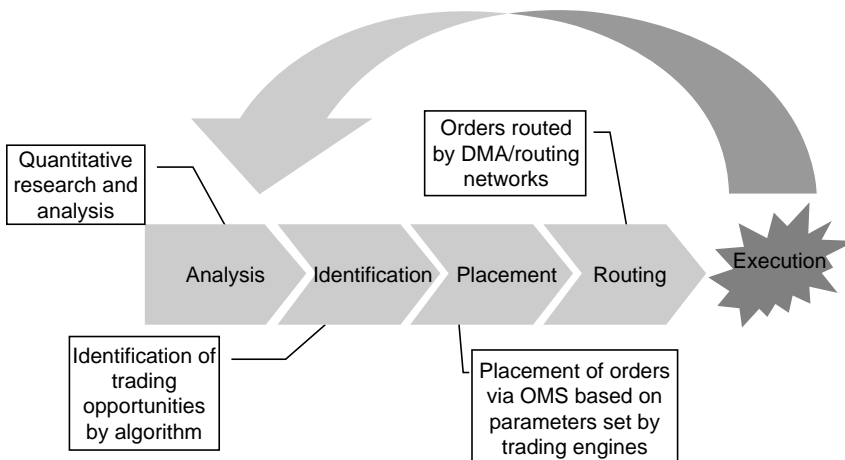 Orders routed
by DMA/routing
networks
Quantitative
research and
analysis
Analysis
Identification
Placement
Routing
Execution
Identification of
trading
opportunities
by algorithm
Placement of orders
via OMS based on
parameters set by
trading engines